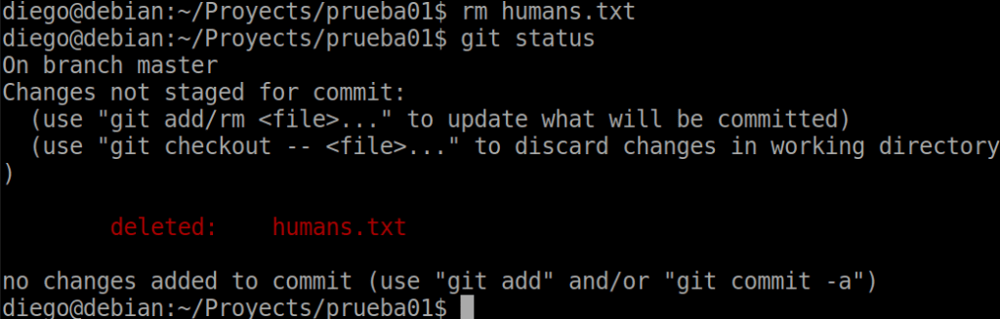 diego@debian:~/Proyects/prueba01$ rm humans.txt
diego@debian:~/Proyects/prueba01$ git status
On branch master
Changes not staged for commit:
  (use "git add/rm <file>..." to update what will be committed)
  (use "git checkout -- <file>..." to discard changes in working directory
)
        deleted:    humans.txt
no changes added to commit (use "git add" and/or "git commit -a")
diego@debian:~/Proyects/prueba01$